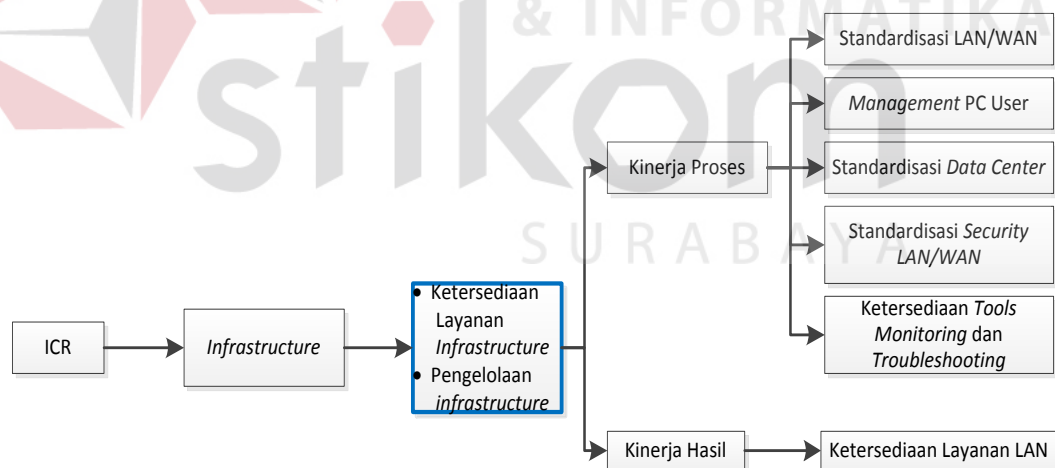 & INFORMATIKA
stikom
SURABAYA
Standardisasi LAN/WAN
Management PC User
Kinerja Proses
Standardisasi Data Center
Standardisasi Security
LAN/WAN
ICR
Infrastructure
• Ketersediaan
Layanan
Infrastructure
• Pengelolaan
infrastructure
Ketersediaan Tools
Monitoring dan
Troubleshooting
Kinerja Hasil
Ketersediaan Layanan LAN